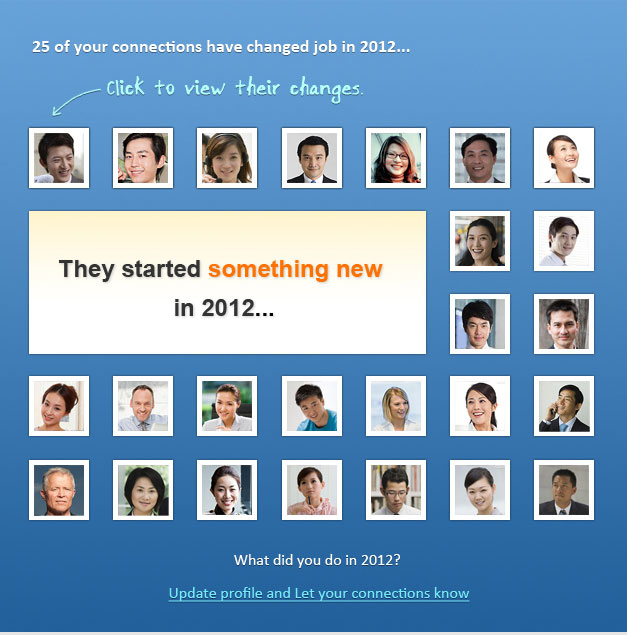 25 of your connections have changed job in 2012...
Click to view their changes.
They started something new
in 2012...
What did you do in 2012?
Update profile and Let your connections know